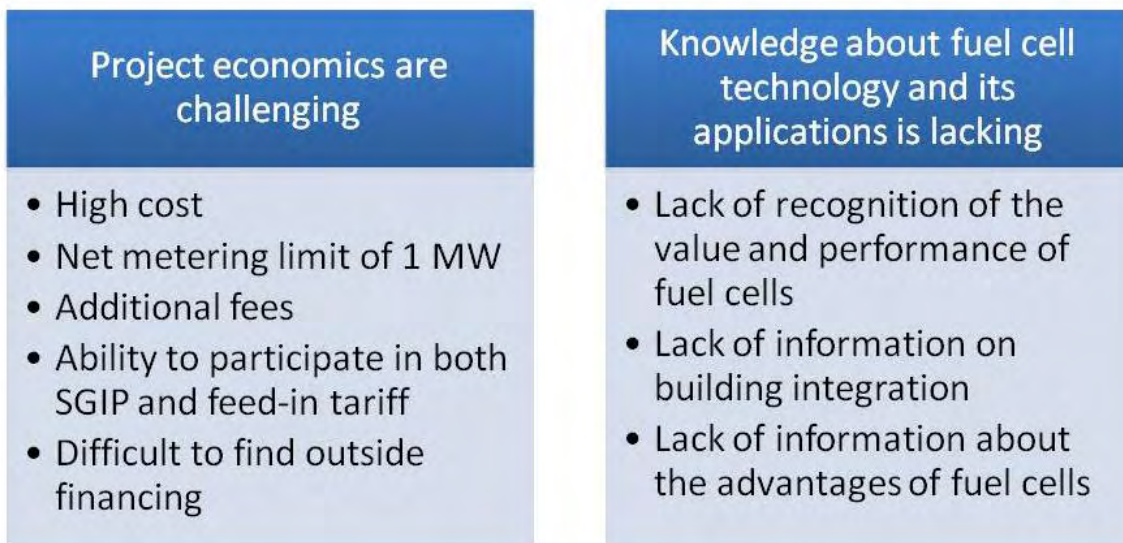 Project economics are
challenging
• High cost
• Net metering limit of 1 MW
• Additional fees
• Ability to participate in both
SGIP and feed-in tariff
• Difficult to find outside
financing
Knowledge about fuel cell
technology and its
applications is lacking
• Lack of recognition of the
value and performance of
fuel cells
• Lack of information on
building integration
• Lack of information about
the advantages of fuel cells